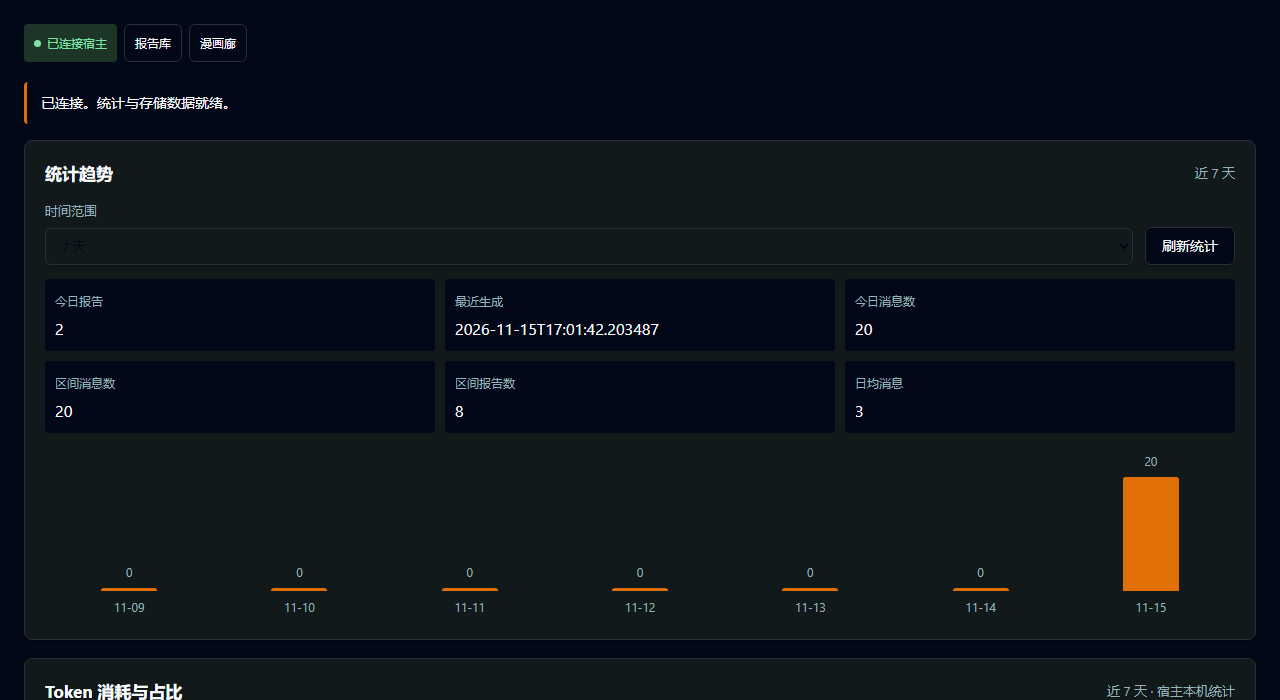 已连接宿主 报告库 漫画廊
已连接。统计与存储数据就绪。
统计趋势 近 7 天
时间范围
7 天 刷新统计
今日报告 最近生成 今日消息数
2 2026-11-15T17:01:42.203487 20
区间消息数 区间报告数 日均消息
20 8 3
20
0 0 0 0 0 0
11-09 11-10 11-11 11-12 11-13 11-14 11-15
Token 消耗与占比 近 7 天 · 宿主本机统计